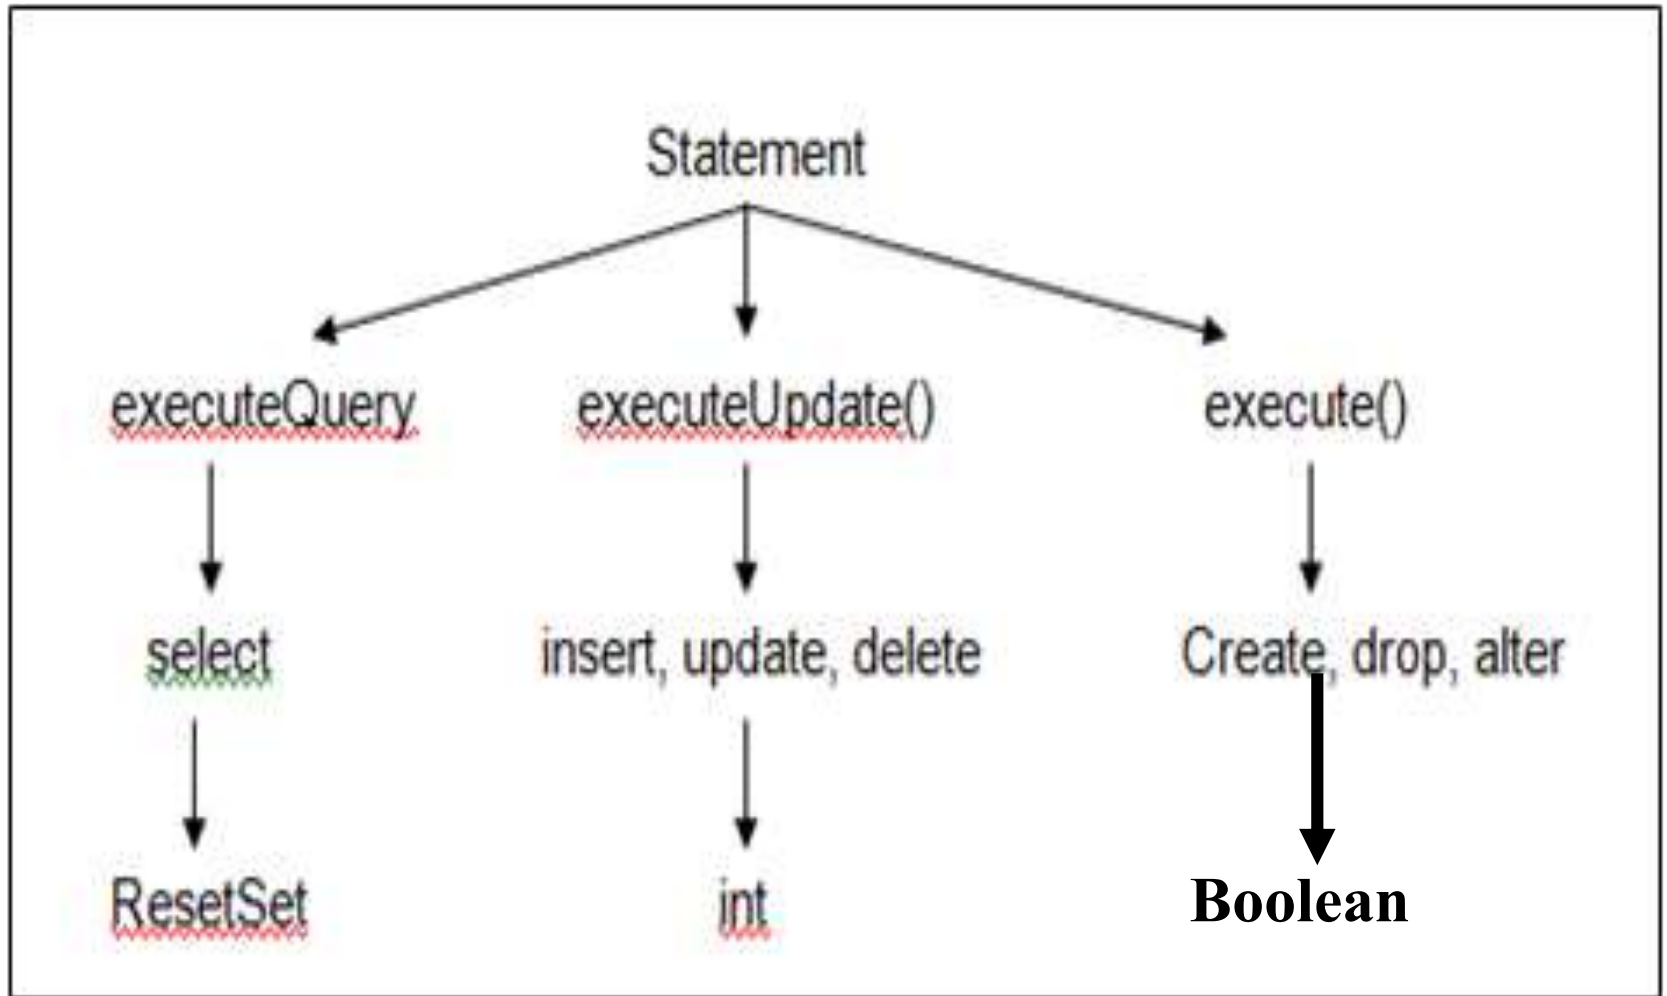 Statement
executeQuery executeUpdate() execute()
select insert, update, delete Create, drop, alter
ResetSet int Boolean